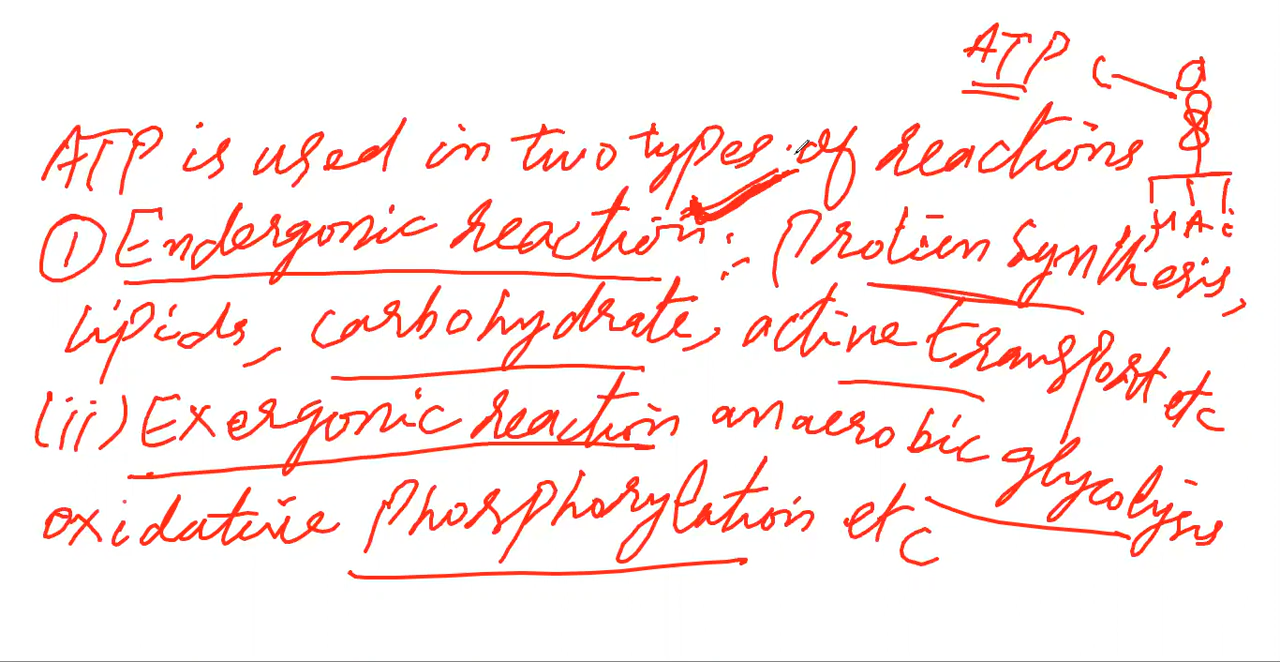 ATP
ATP is used in two types of reactions
① Endergonic reaction :- Protien synthesis,
lipids, carbohydrate, active transport etc
(ii) Exergonic reaction anaerobic glycolysis
oxidative phosphorylation etc